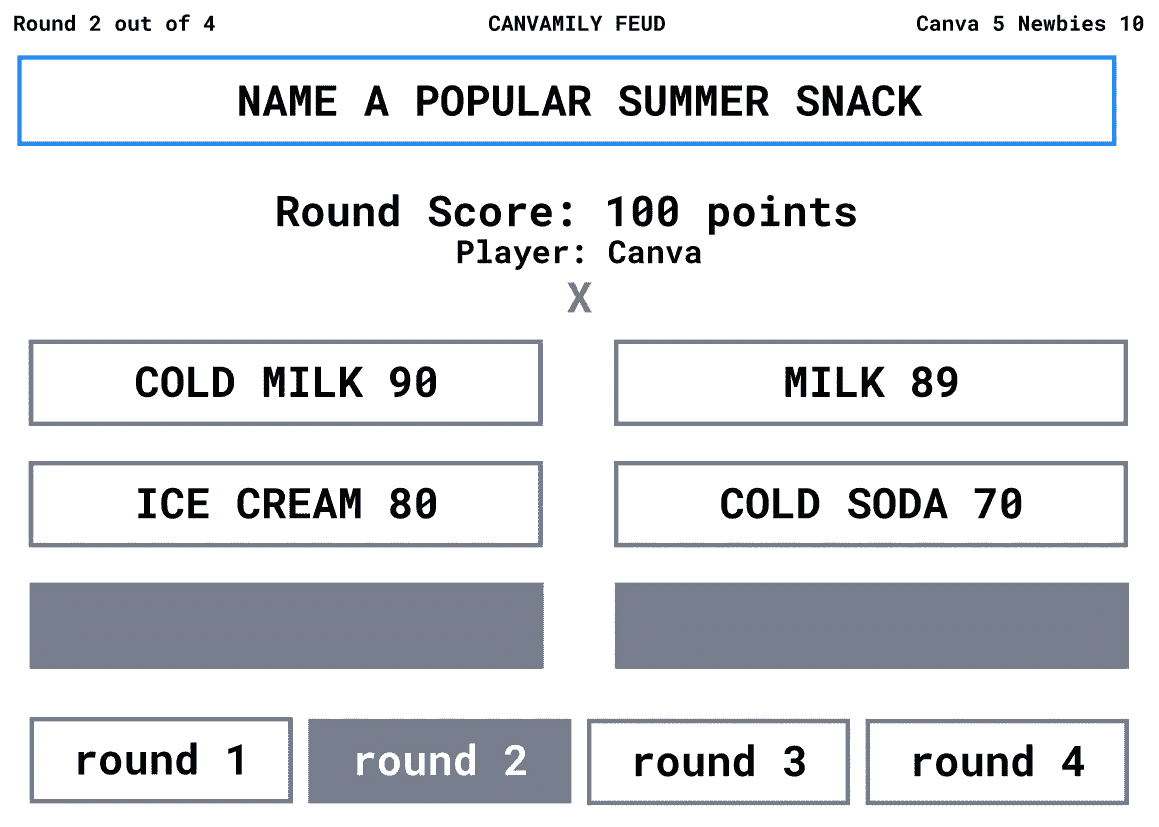 Round 2 out of 4 CANVAMILY FEUD Canva 5 Newbies 10
NAME A POPULAR SUMMER SNACK
Round Score: 100 points
Player: Canva
X
COLD MILK 90 MILK 89
ICE CREAM 80 COLD SODA 70
round 1 round 2 round 3 round 4